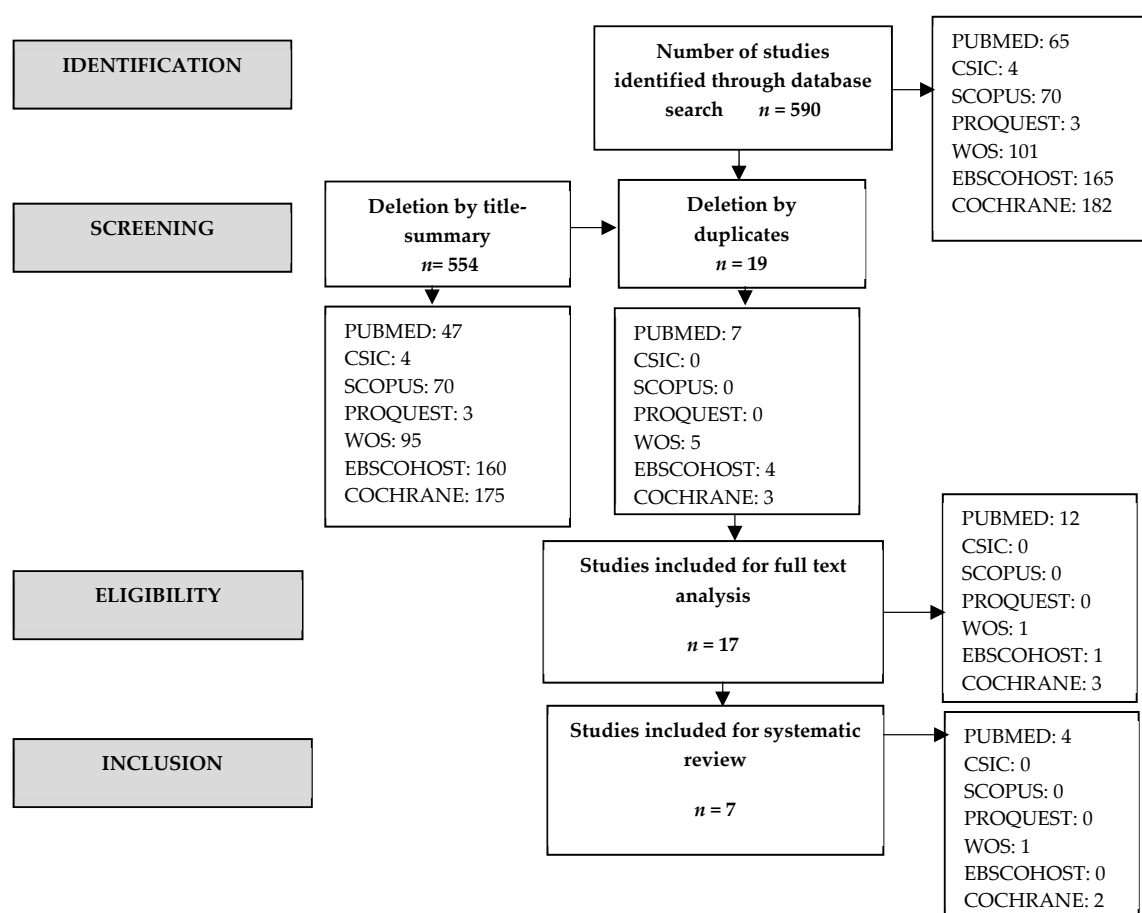 IDENTIFICATION
Number of studies
identified through database
search n = 590
PUBMED: 65
CSIC: 4
SCOPUS: 70
PROQUEST: 3
WOS: 101
EBSCOHOST: 165
COCHRANE: 182
SCREENING
Deletion by title-
summary
n= 554
Deletion by
duplicates
n = 19
PUBMED: 47
CSIC: 4
SCOPUS: 70
PROQUEST: 3
WOS: 95
EBSCOHOST: 160
COCHRANE: 175
PUBMED: 7
CSIC: 0
SCOPUS: 0
PROQUEST: 0
WOS: 5
EBSCOHOST: 4
COCHRANE: 3
ELIGIBILITY
Studies included for full text
analysis
n = 17
PUBMED: 12
CSIC: 0
SCOPUS: 0
PROQUEST: 0
WOS: 1
EBSCOHOST: 1
COCHRANE: 3
INCLUSION
Studies included for systematic
review
n = 7
PUBMED: 4
CSIC: 0
SCOPUS: 0
PROQUEST: 0
WOS: 1
EBSCOHOST: 0
COCHRANE: 2